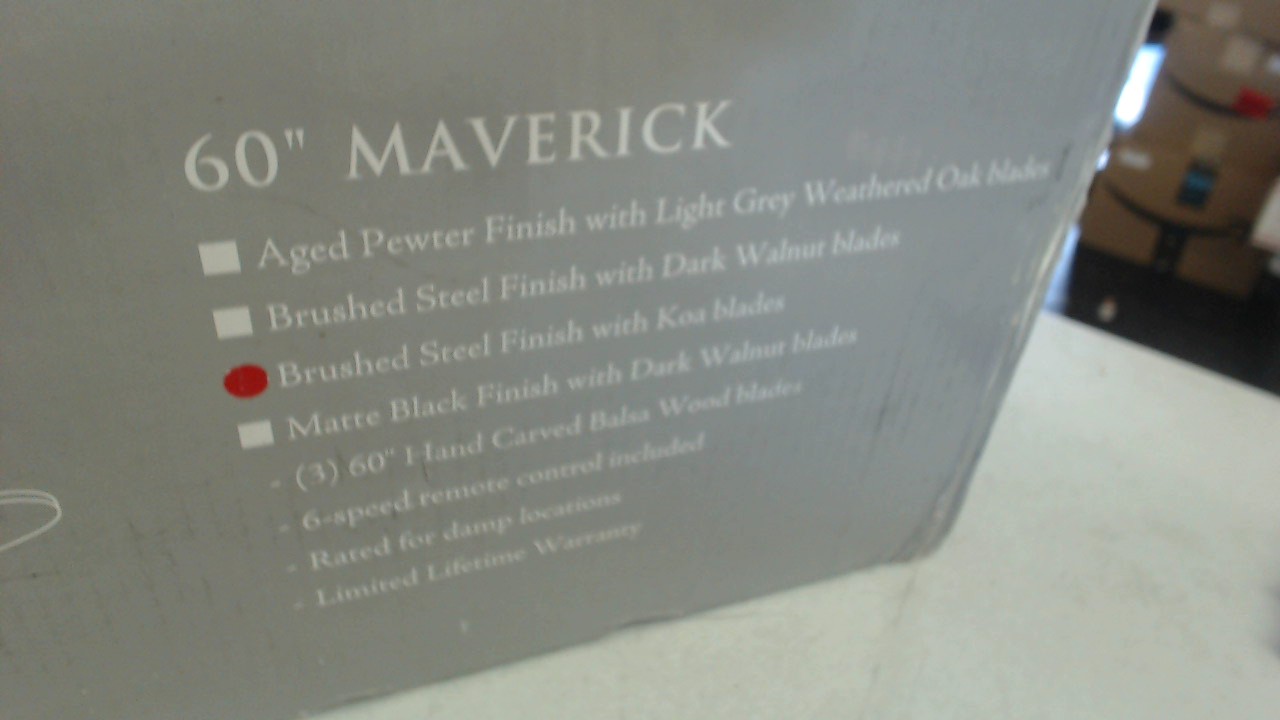 60" MAVERICK
Aged Pewter Finish with Light Grey Weathered Oak blades
Brushed Steel Finish with Dark Walnut blades
Brushed Steel Finish with Koa blades
Matte Black Finish with Dark Walnut blades
- (3) 60" Hand Carved Balsa Wood blades
- 6-speed remote control included
- Rated for damp locations
- Limited Lifetime Warranty